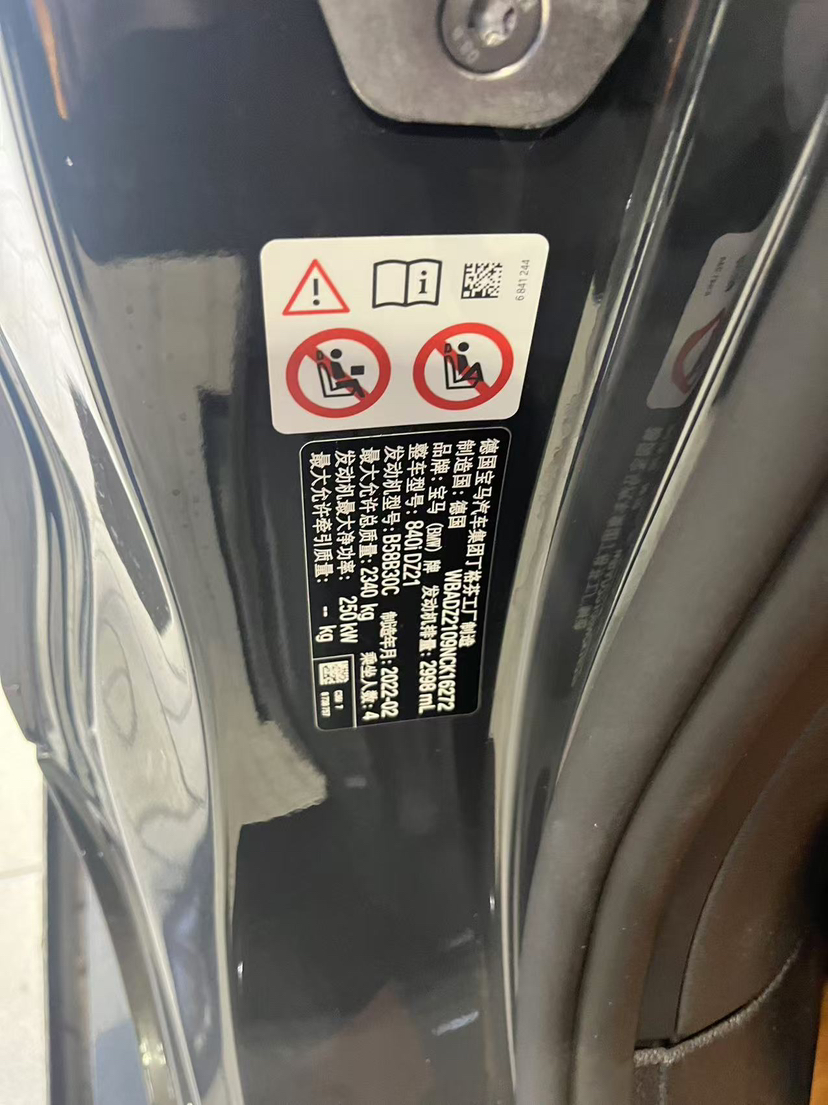 6 841 244
德国宝马汽车集团丁格芬工厂制造
制造国：德国 WBADZ2109NCK16272
品牌：宝马（BMW）牌 发动机排量：2998 mL
整车型号：840i DZ21
发动机型号：B58B30C 制造年月：2022-02
最大允许总质量：2340 kg 乘坐人数：4
发动机最大净功率：250 kW
最大允许牵引质量：-- kg